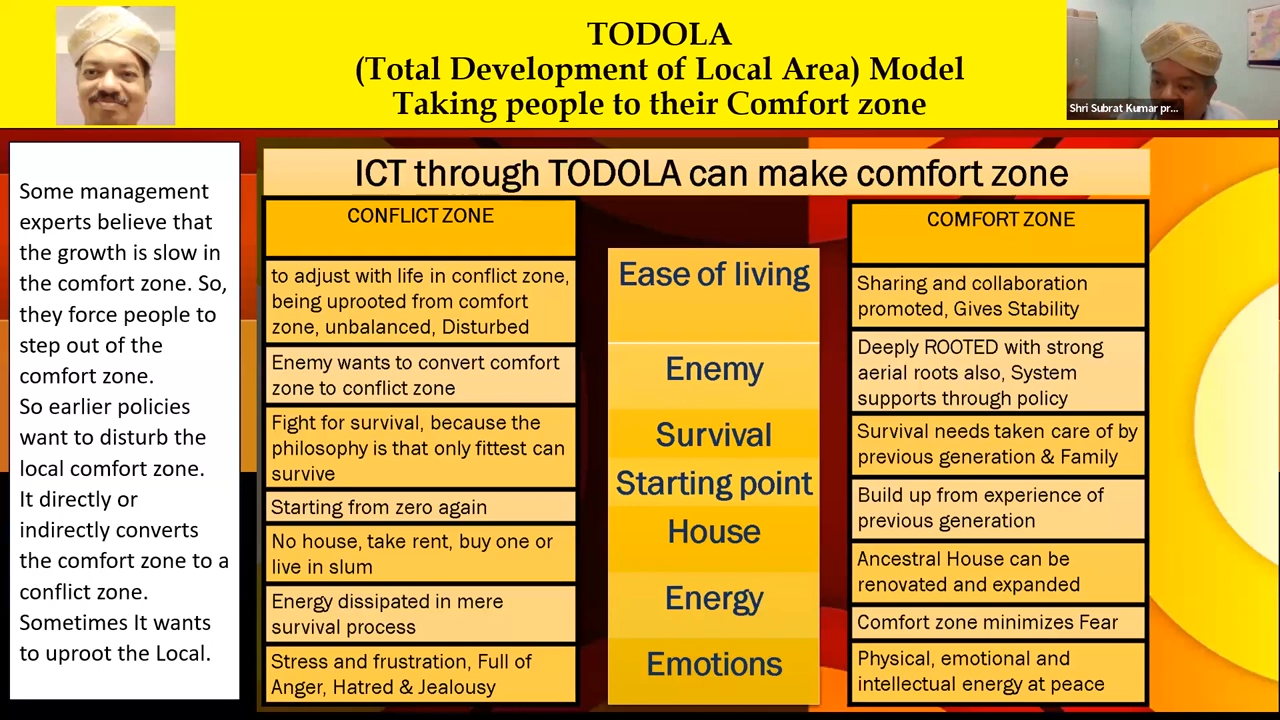 TODOLA
(Total Development of Local Area) Model
Taking people to their Comfort zone
Shri Subrat Kumar pr...
Some management
experts believe that
the growth is slow in
the comfort zone. So,
they force people to
step out of the
comfort zone.
So earlier policies
want to disturb the
local comfort zone.
It directly or
indirectly converts
the comfort zone to a
conflict zone.
Sometimes It wants
to uproot the Local.
ICT through TODOLA can make comfort zone
CONFLICT ZONE
to adjust with life in conflict zone,
being uprooted from comfort
zone, unbalanced, Disturbed
Enemy wants to convert comfort
zone to conflict zone
Fight for survival, because the
philosophy is that only fittest can
survive
Starting from zero again
No house, take rent, buy one or
live in slum
Energy dissipated in mere
survival process
Stress and frustration, Full of
Anger, Hatred & Jealousy
Ease of living
Enemy
Survival
Starting point
House
Energy
Emotions
COMFORT ZONE
Sharing and collaboration
promoted, Gives Stability
Deeply ROOTED with strong
aerial roots also, System
supports through policy
Survival needs taken care of by
previous generation & Family
Build up from experience of
previous generation
Ancestral House can be
renovated and expanded
Comfort zone minimizes Fear
Physical, emotional and
intellectual energy at peace